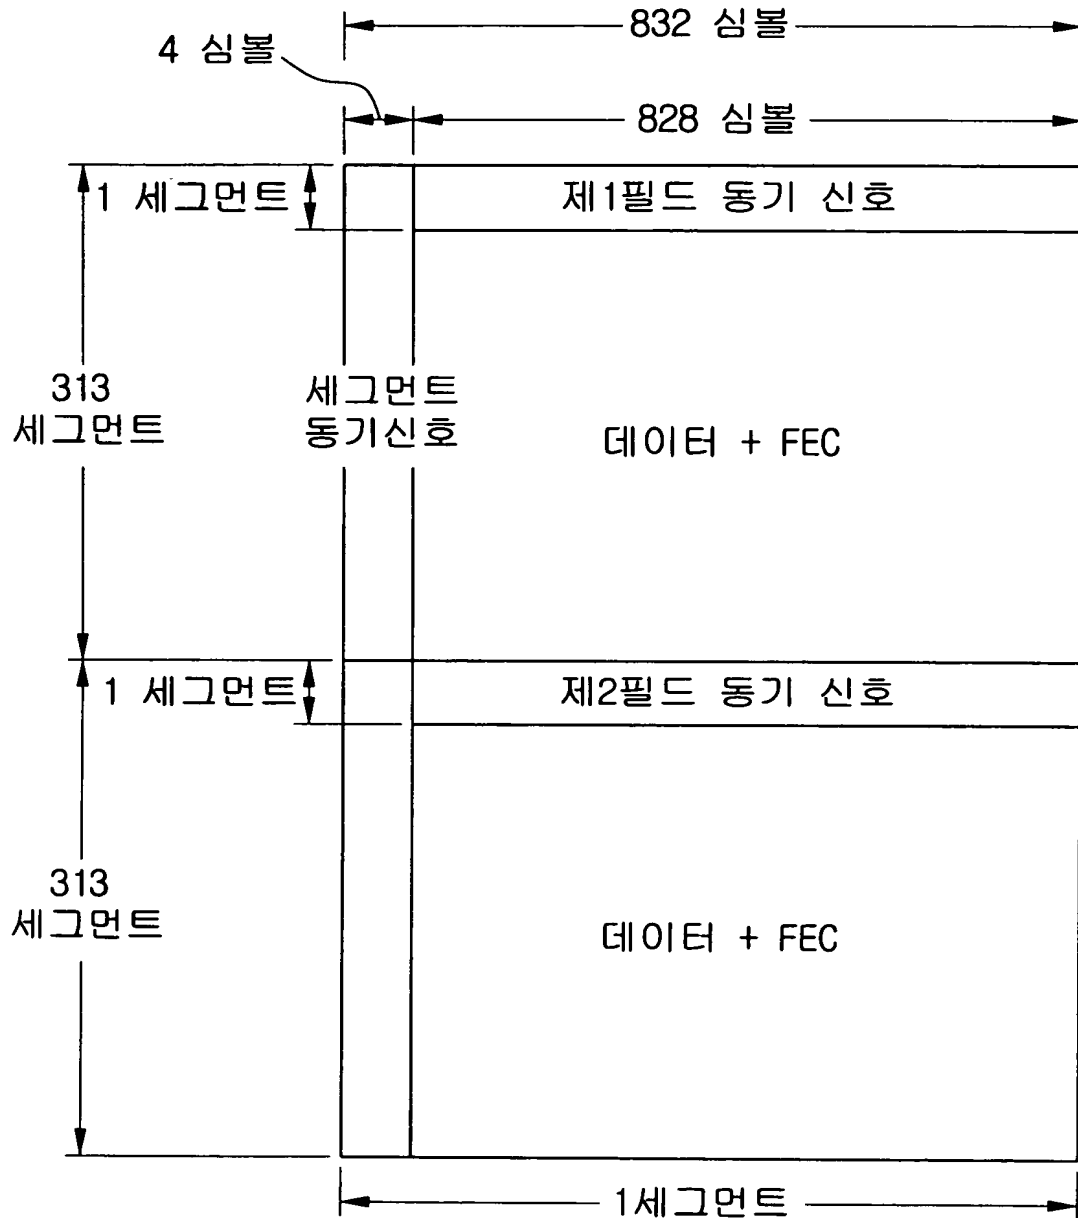 832 심볼
4 심볼
828 심볼
1 세그먼트
제1필드 동기 신호
313
세그먼트
세그먼트
동기신호
데이터 + FEC
1 세그먼트
제2필드 동기 신호
313
세그먼트
데이터 + FEC
1세그먼트